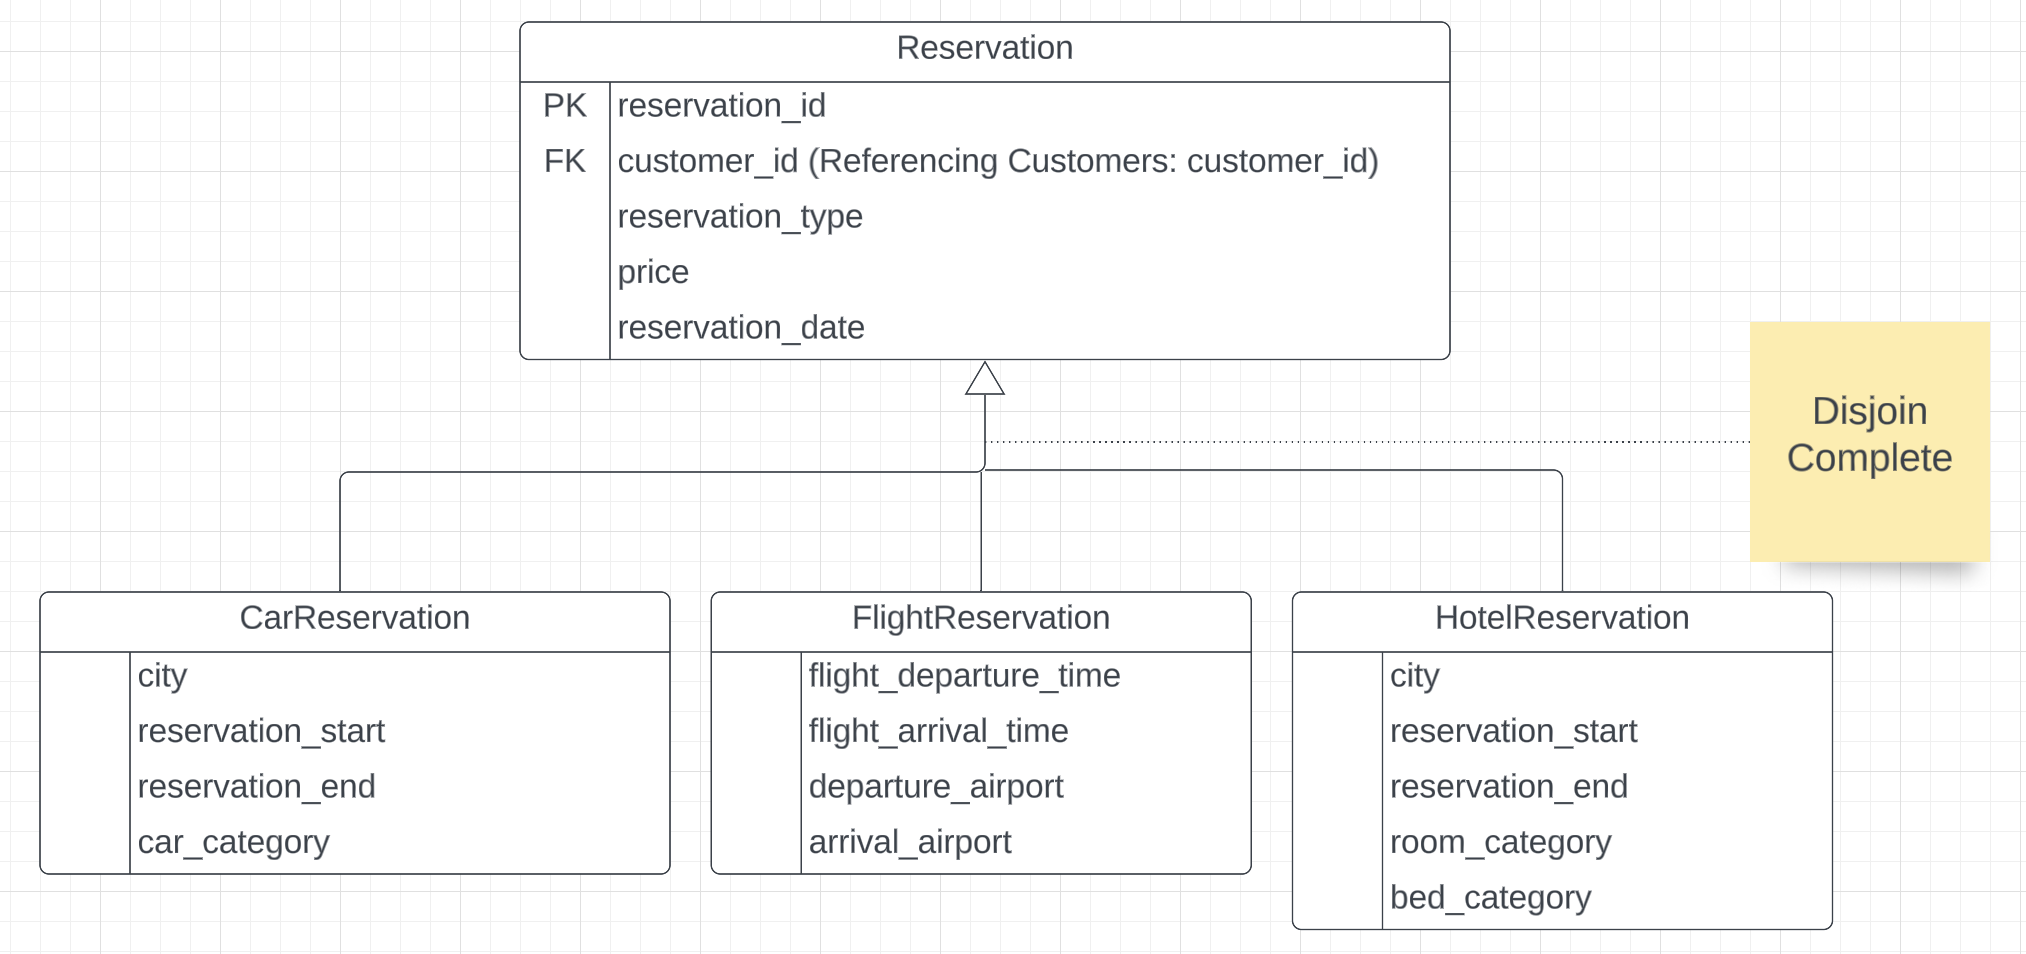 Reservation
PK reservation_id
FK customer_id (Referencing Customers: customer_id)
reservation_type
price
reservation_date
Disjoin
Complete
CarReservation
city
reservation_start
reservation_end
car_category
FlightReservation
flight_departure_time
flight_arrival_time
departure_airport
arrival_airport
HotelReservation
city
reservation_start
reservation_end
room_category
bed_category